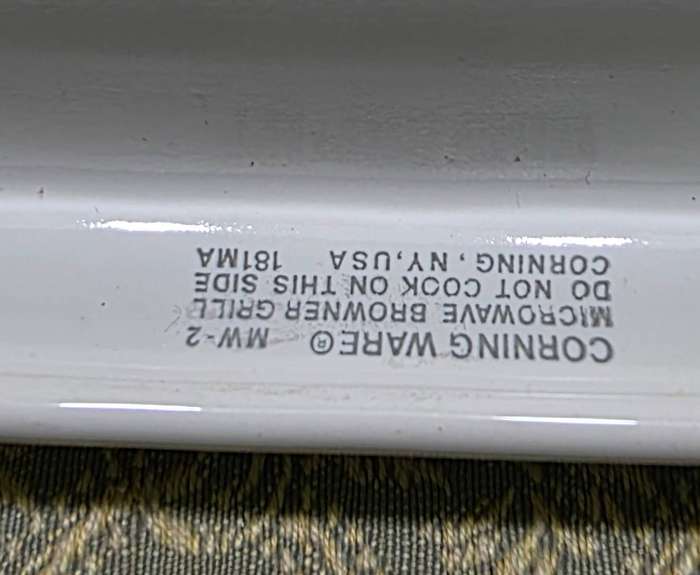 CORNING WARE® MW-2
MICROWAVE BROWNER GRILL
DO NOT COOK ON THIS SIDE
CORNING, NY, USA 181MA